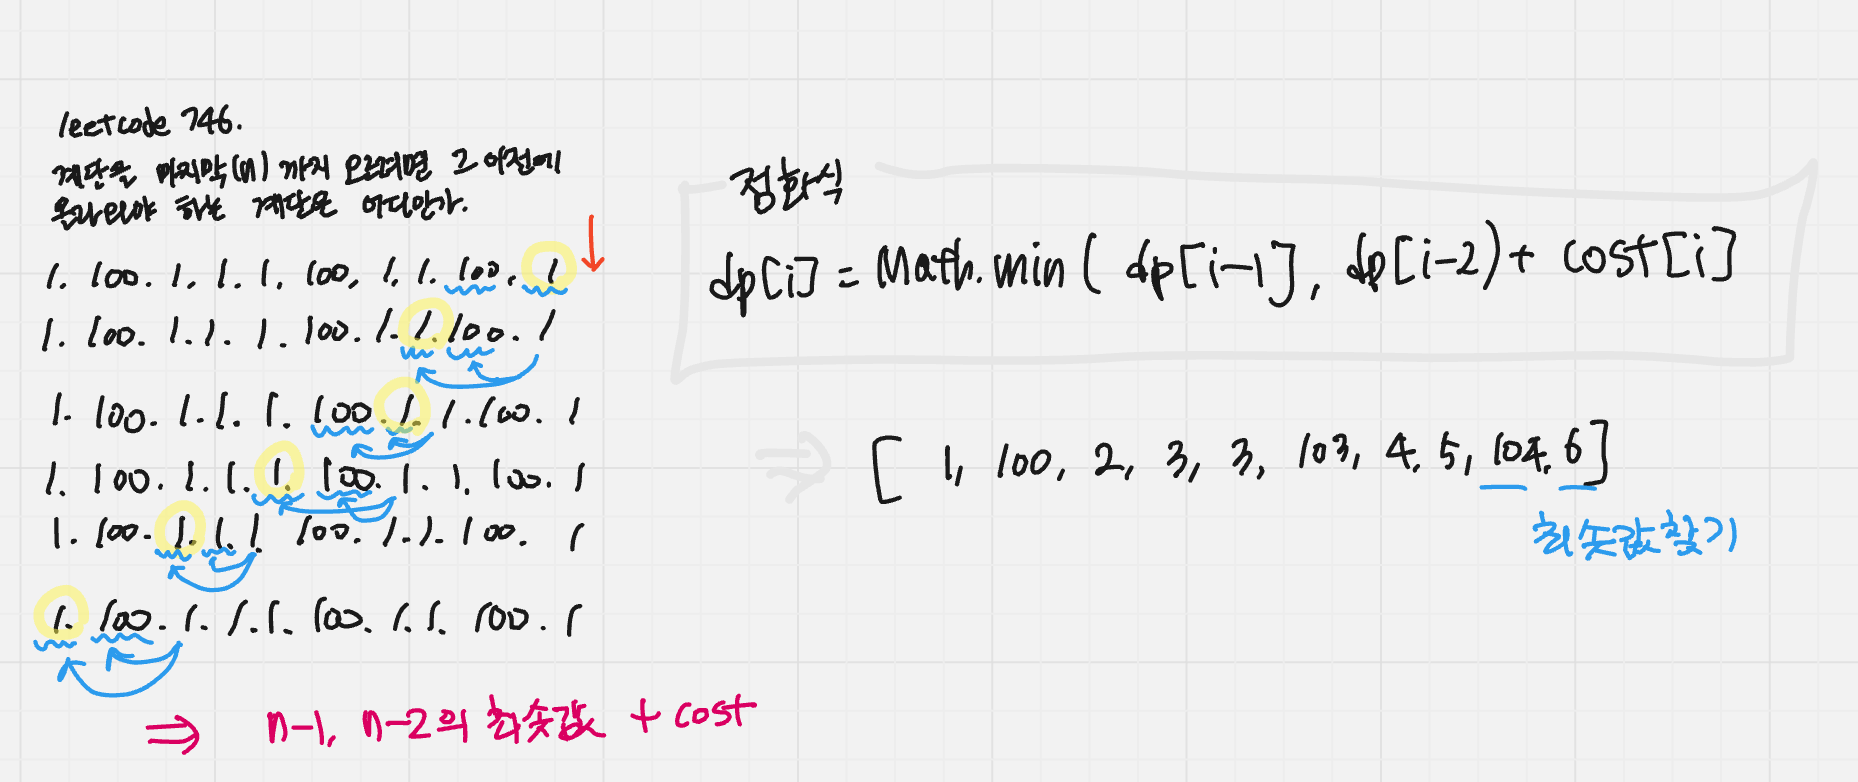 leetcode 746.
계단을 마지막(n) 까지 오르려면 그 이전에
올라와야 하는 계단은 어디인가.
1. 100. 1. 1. 1. 100, 1. 1. 100. 1
1. 100. 1. 1. 1. 100. 1. 1. 100. 1
1. 100. 1. 1. 1. 100. 1. 1. 100. 1
1. 100. 1. 1. 1. 100. 1. 1. 100. 1
1. 100. 1. 1. 1 100. 1. 1. 100. 1
1. 100. 1. 1. 1. 100. 1. 1. 100. 1
⇒ n-1, n-2의 최솟값 + cost
점화식
dp[i] = Math.min( dp[i-1], dp[i-2) + cost[i]
⇒ [ 1, 100, 2, 3, 3, 103, 4, 5, 104, 6]
최솟값 찾기